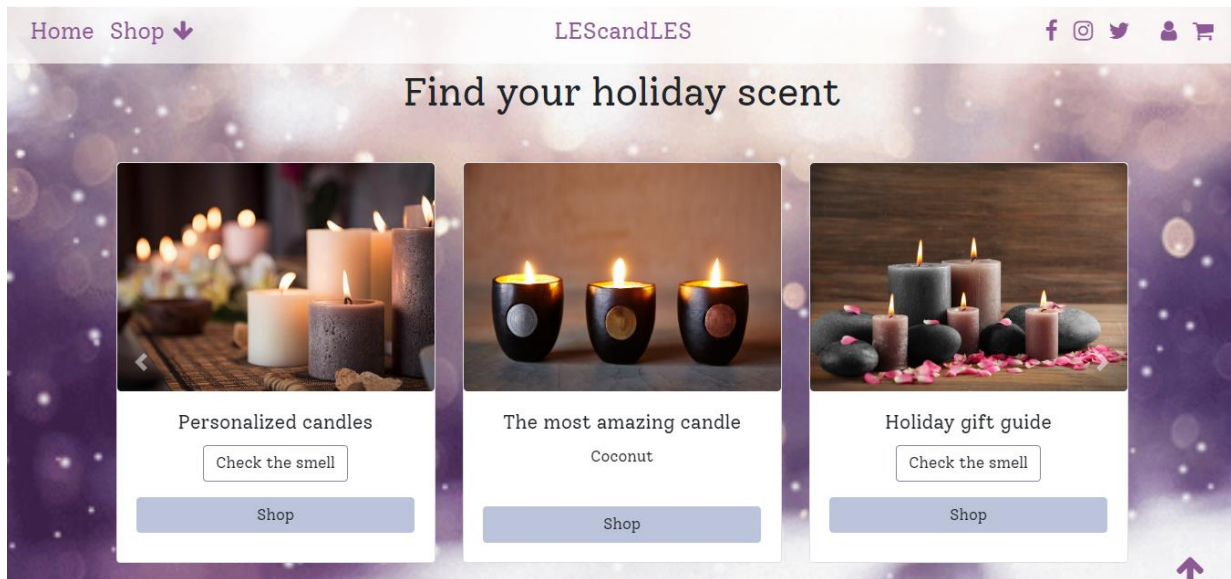 Home Shop LEScandLES
Find your holiday scent
Personalized candles
Check the smell
Shop
The most amazing candle
Coconut
Shop
Holiday gift guide
Check the smell
Shop